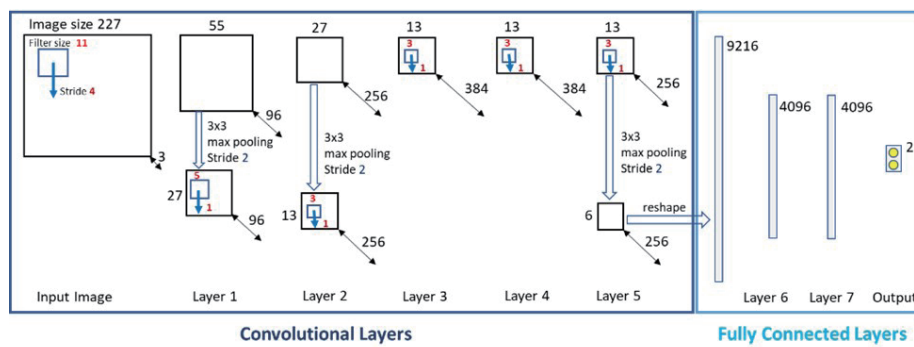 Image size 227
Filter size 11
Stride 4
3
Input Image
55
96
3x3
max pooling
Stride 2
27
5
1
96
Layer 1
27
256
3x3
max pooling
Stride 2
13
3
1
256
Layer 2
13
3
1
384
Layer 3
13
3
1
384
Layer 4
13
3
1
256
3x3
max pooling
Stride 2
6
256
Layer 5
reshape
9216
4096
Layer 6
4096
Layer 7
2
Output
Convolutional Layers
Fully Connected Layers